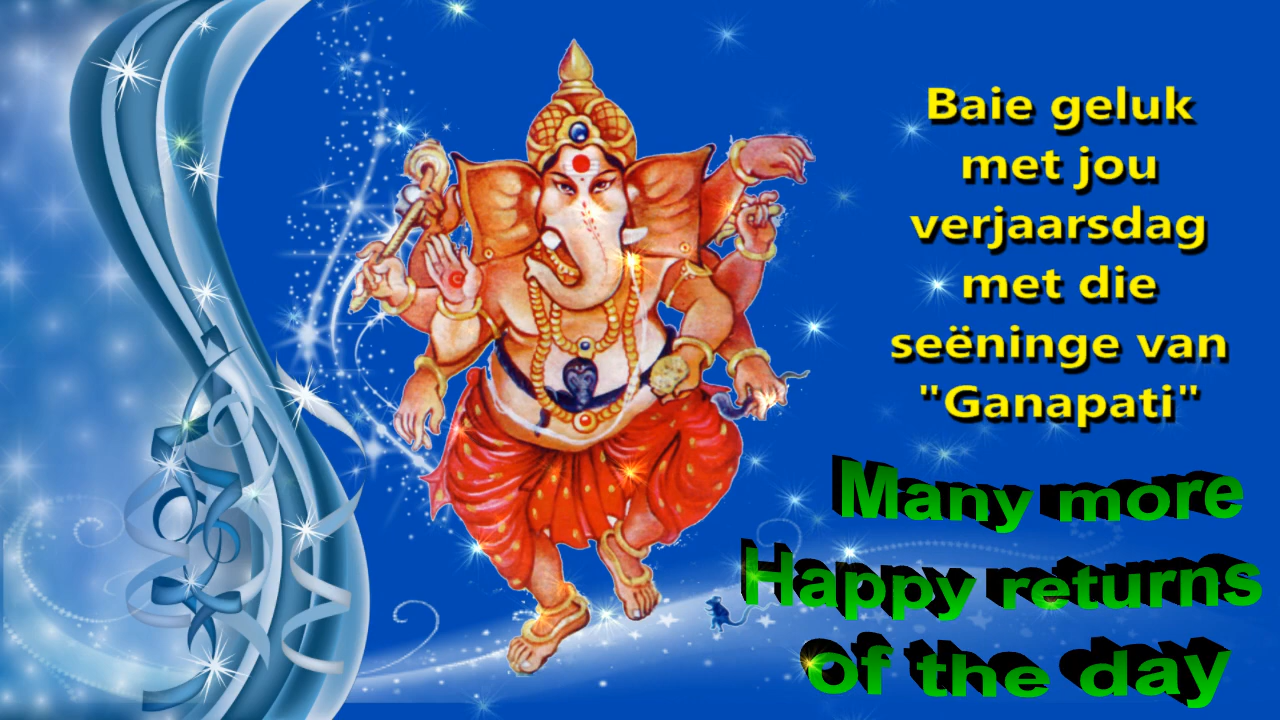 Baie geluk
met jou
verjaarsdag
met die
seëninge van
"Ganapati"
Many more
Happy returns
Of the day